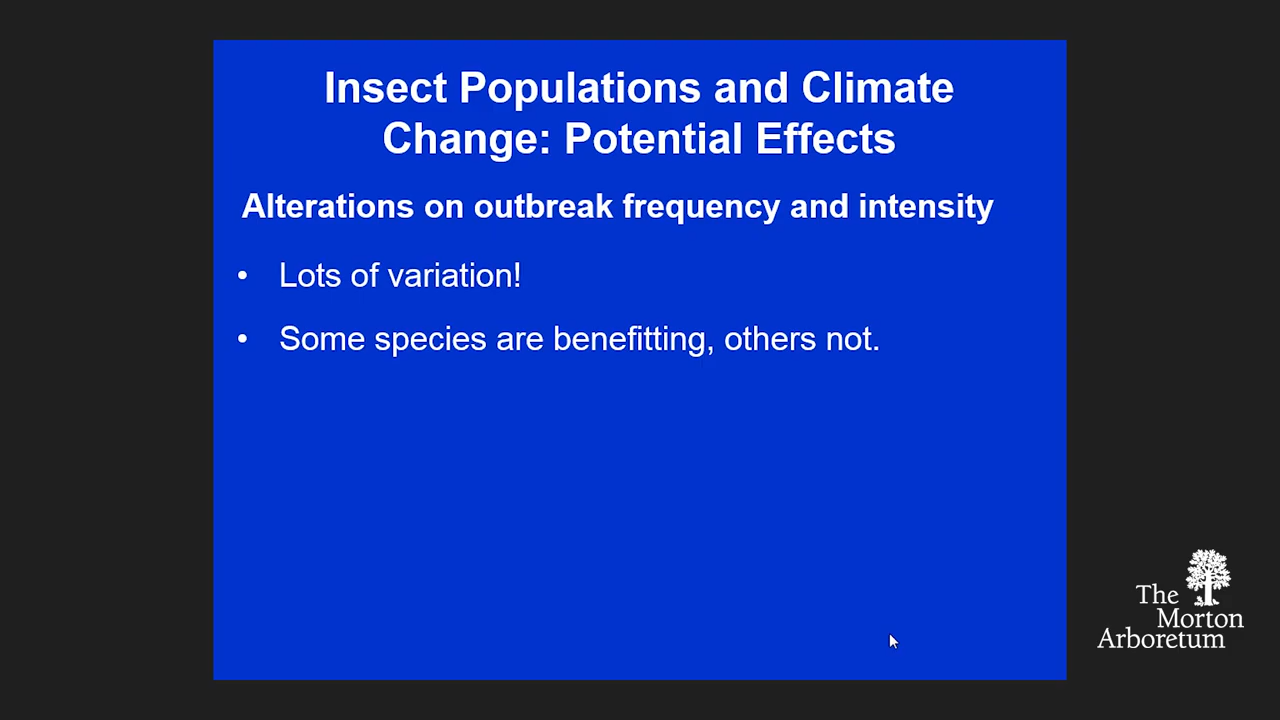 Insect Populations and Climate
Change: Potential Effects
Alterations on outbreak frequency and intensity
• Lots of variation!
• Some species are benefitting, others not.
The
Morton
Arboretum